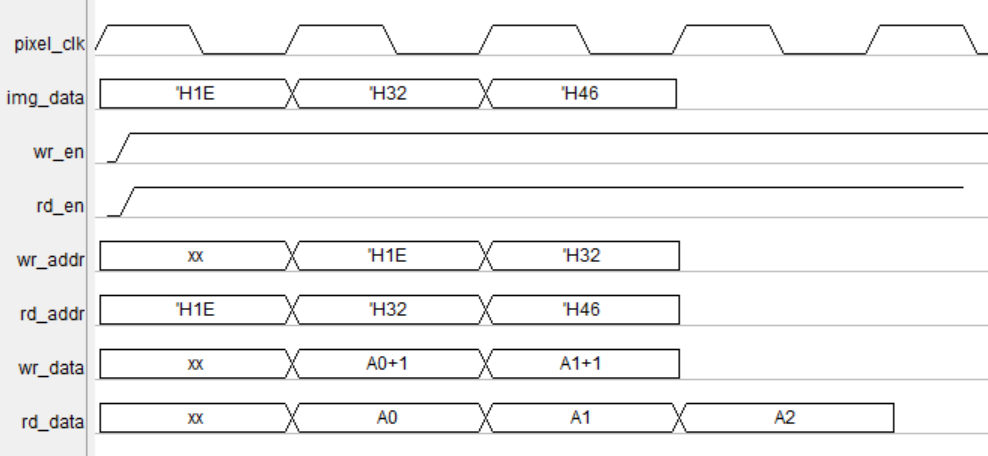 pixel_clk
img_data 'H1E 'H32 'H46
wr_en
rd_en
wr_addr xx 'H1E 'H32
rd_addr 'H1E 'H32 'H46
wr_data xx A0+1 A1+1
rd_data xx A0 A1 A2